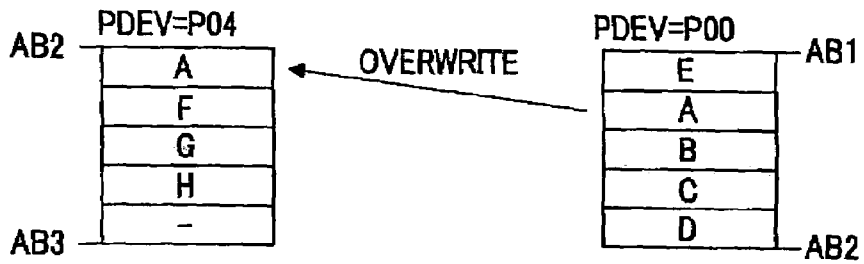 PDEV=P04
AB2
A
F
G
H
-
AB3
OVERWRITE
PDEV=P00
AB1
E
A
B
C
D
AB2